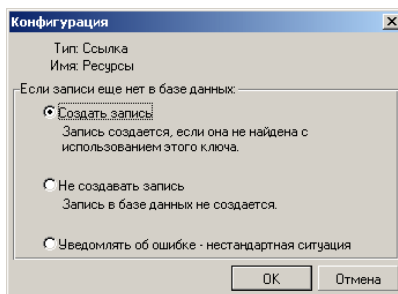 Конфигурация
Тип: Ссылка
Имя: Ресурсы
Если записи еще нет в базе данных:
Создать запись
Запись создается, если она не найдена с
использованием этого ключа.
Не создавать запись
Запись в базе данных не создается.
Уведомлять об ошибке - нестандартная ситуация
OK Отмена